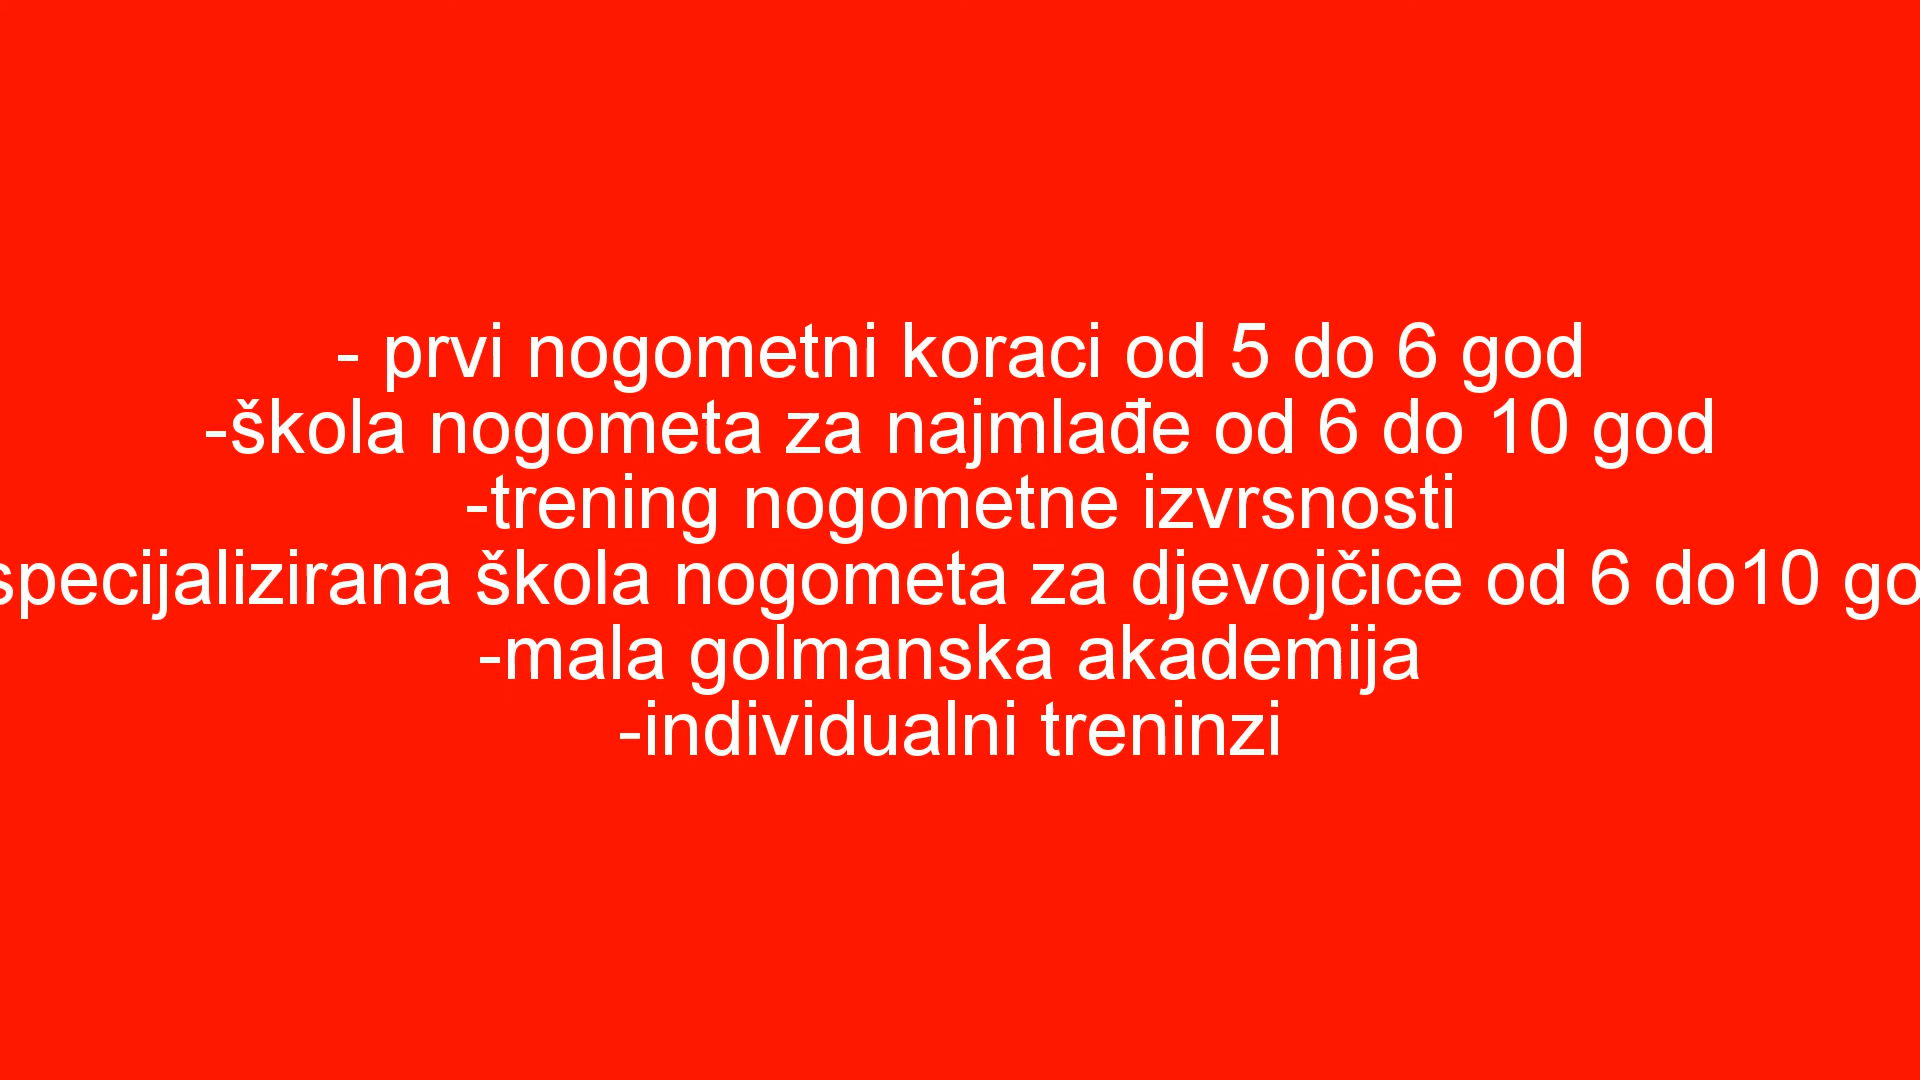 - prvi nogometni koraci od 5 do 6 god
-škola nogometa za najmlađe od 6 do 10 god
-trening nogometne izvrsnosti
specijalizirana škola nogometa za djevojčice od 6 do10 go
-mala golmanska akademija
-individualni treninzi